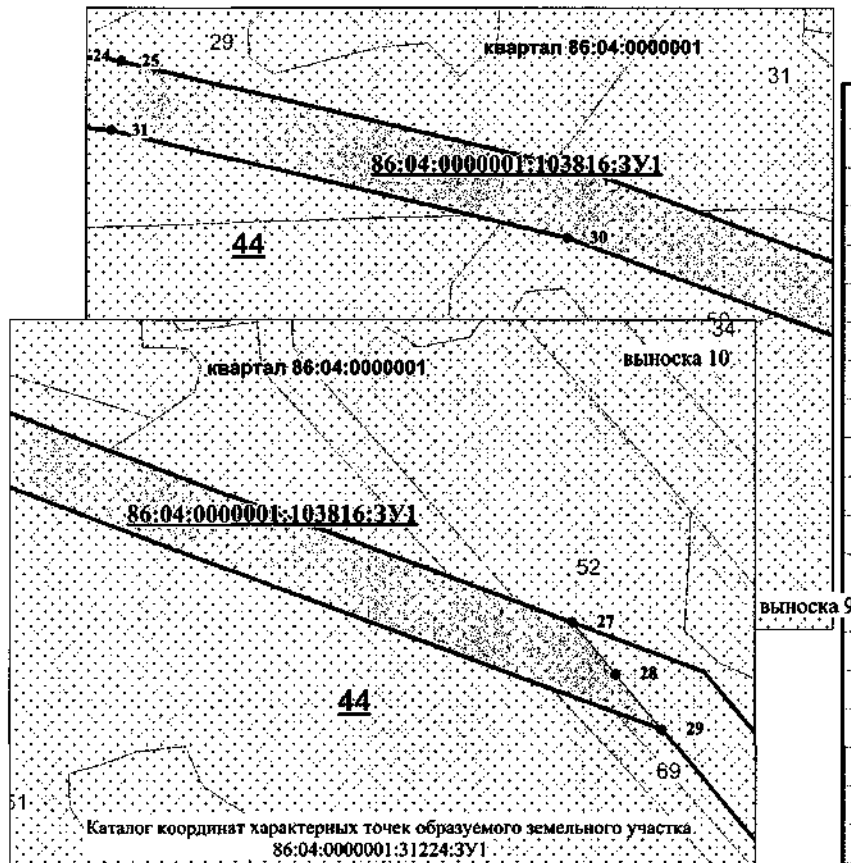 29
квартал 86:04:0000001
24 25
31
31
86:04:0000001:103816:ЗУ1
44
30
34
квартал 86:04:0000001
выноска 10
86:04:0000001:103816:ЗУ1
52
27
выноска 9
28
44
29
69
51
Каталог координат характерных точек образуемого земельного участка
86:04:0000001:31224:ЗУ1